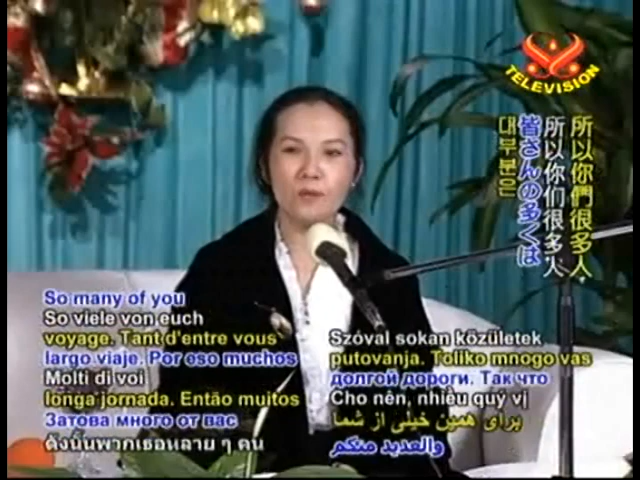 TELEVISION
所以你們很多人
所以你们很多人
皆さんの多くは
대부분은
So many of you
So viele von euch
voyage. Tant d'entre vous
largo viaje. Por eso muchos
Molti di voi
longa jornada. Então muitos
Затова много от вас
ดังนั้นพวกเธอหลาย ๆ คน
Szóval sokan közületek
putovanja. Toliko mnogo vas
долгой дороги. Так что
Cho nên, nhiều quý vị
برای همین خیلی از شما
والعديد منكم